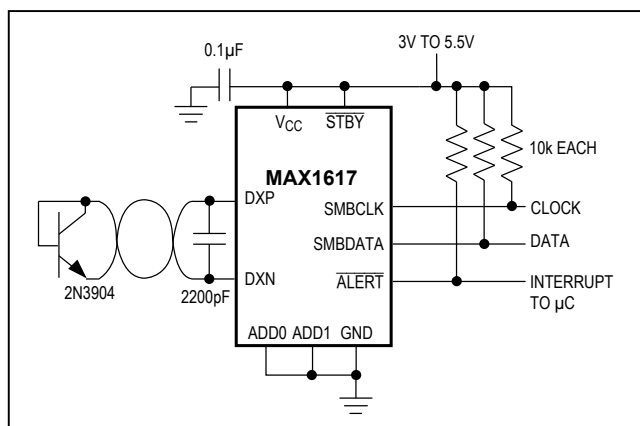 3V TO 5.5V
0.1µF
VCC
STBY
10k EACH
MAX1617
DXP
SMBCLK
CLOCK
SMBDATA
DATA
DXN
ALERT
INTERRUPT
TO µC
2N3904
2200pF
ADD0 ADD1 GND